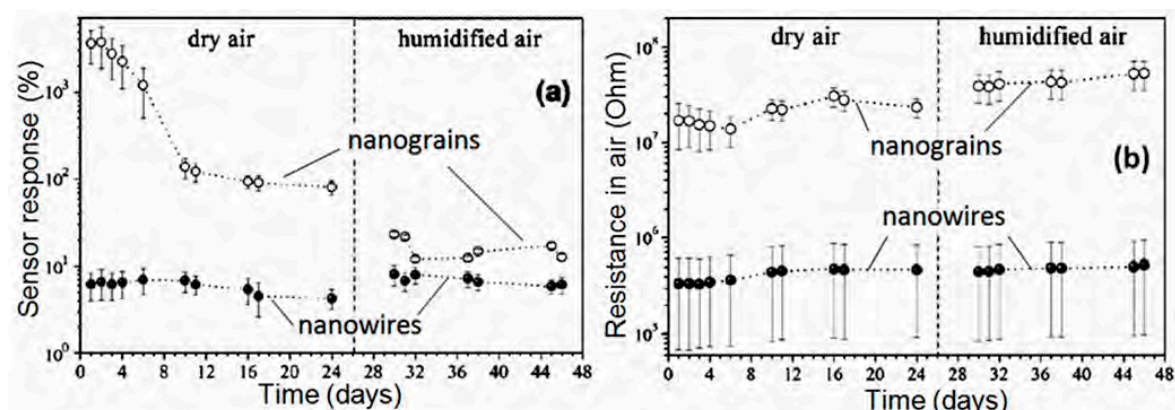 dry air
humidified air
(a)
nanograins
nanowires
Sensor response (%)
10³
10²
10¹
10⁰
0 4 8 12 16 20 24 28 32 36 40 44 48
Time (days)
dry air
humidified air
(b)
nanograins
nanowires
Resistance in air (Ohm)
10⁸
10⁷
10⁶
10⁵
0 4 8 12 16 20 24 28 32 36 40 44 48
Time (days)